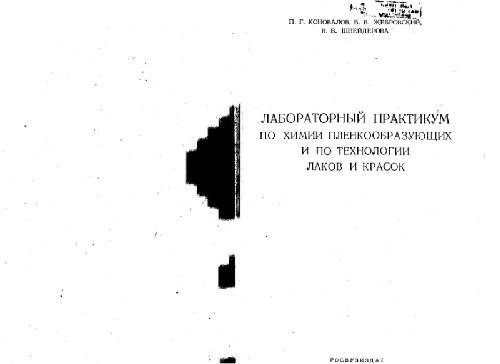 П. Г. КОНОВАЛОВ, В. В. ЖЕБРОВСКИЙ,
В. В. ШНЕЙДЕРОВА
ЛАБОРАТОРНЫЙ ПРАКТИКУМ
ПО ХИМИИ ПЛЕНКООБРАЗУЮЩИХ
И ПО ТЕХНОЛОГИИ
ЛАКОВ И КРАСОК
РОСВУЗИЗДАТ